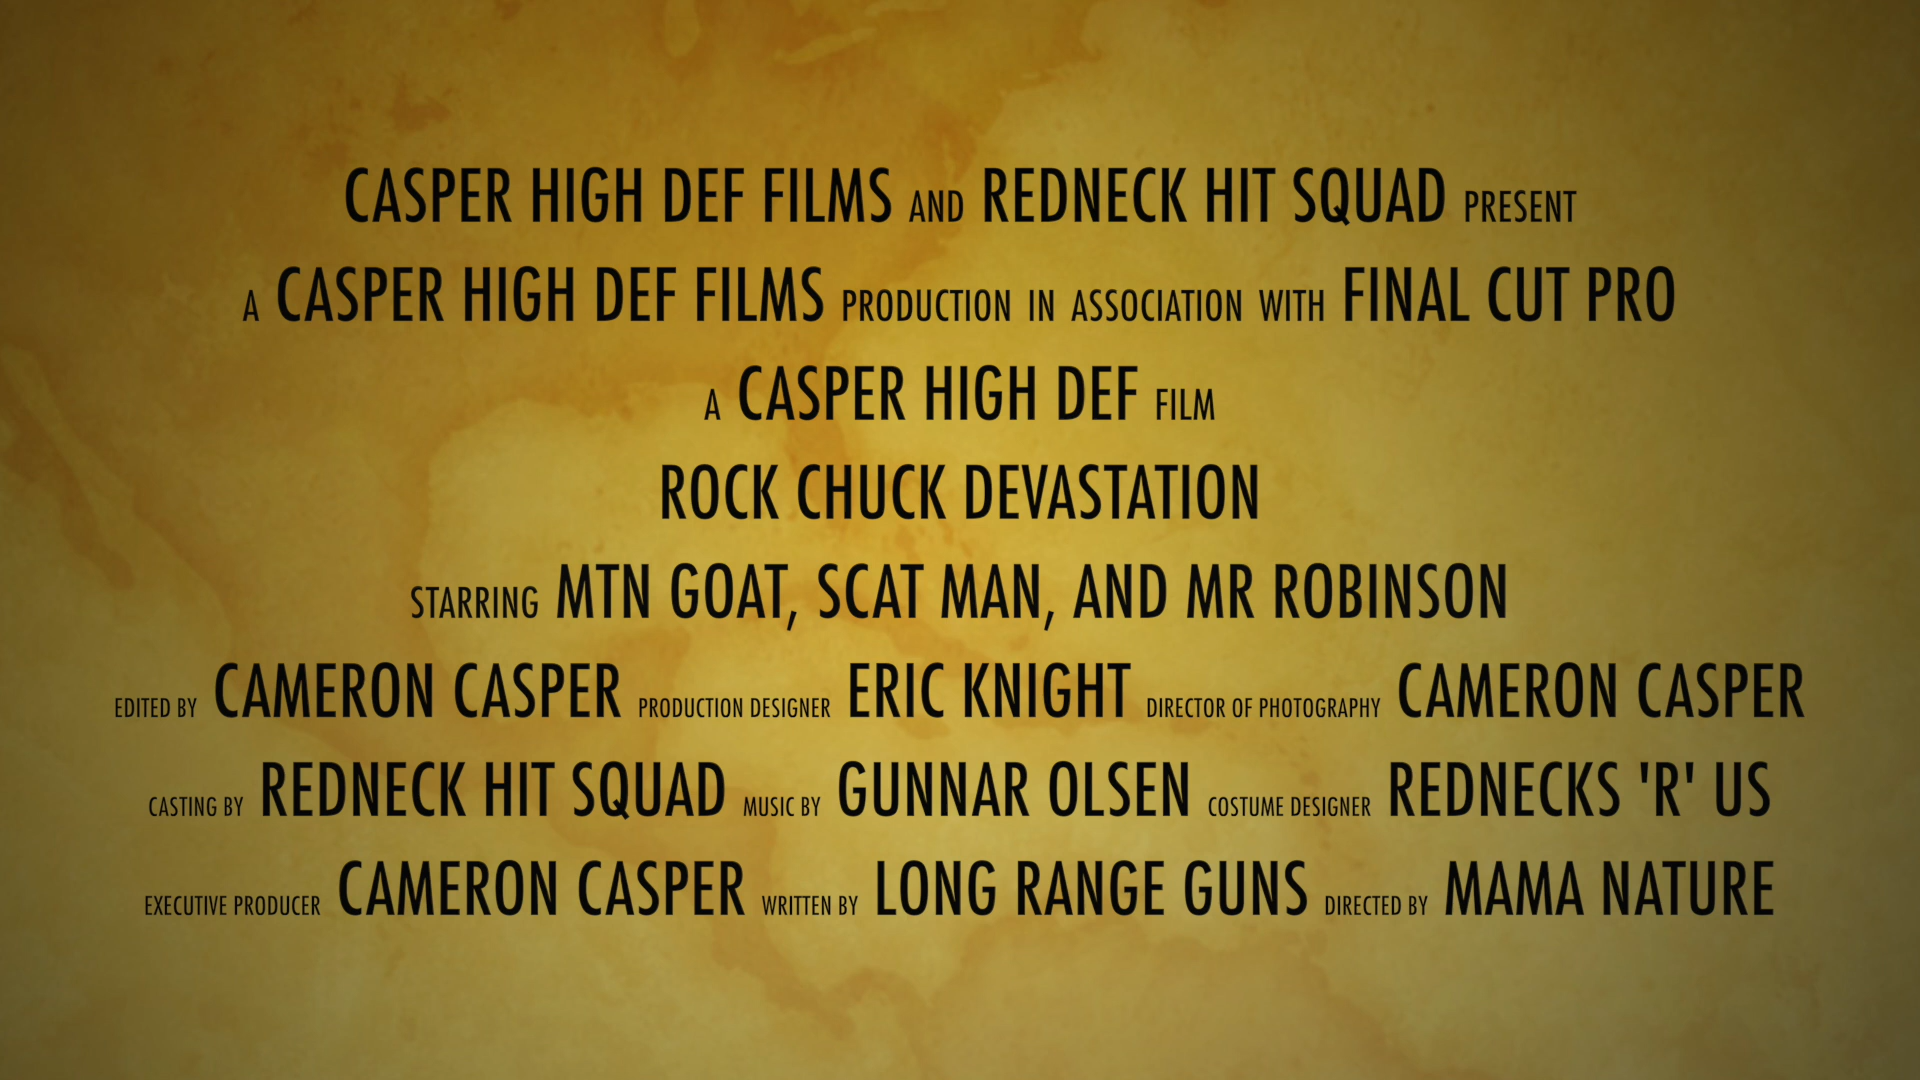 CASPER HIGH DEF FILMS AND REDNECK HIT SQUAD PRESENT
A CASPER HIGH DEF FILMS PRODUCTION IN ASSOCIATION WITH FINAL CUT PRO
A CASPER HIGH DEF FILM
ROCK CHUCK DEVASTATION
STARRING MTN GOAT, SCAT MAN, AND MR ROBINSON
EDITED BY CAMERON CASPER PRODUCTION DESIGNER ERIC KNIGHT DIRECTOR OF PHOTOGRAPHY CAMERON CASPER
CASTING BY REDNECK HIT SQUAD MUSIC BY GUNNAR OLSEN COSTUME DESIGNER REDNECKS 'R' US
EXECUTIVE PRODUCER CAMERON CASPER WRITTEN BY LONG RANGE GUNS DIRECTED BY MAMA NATURE